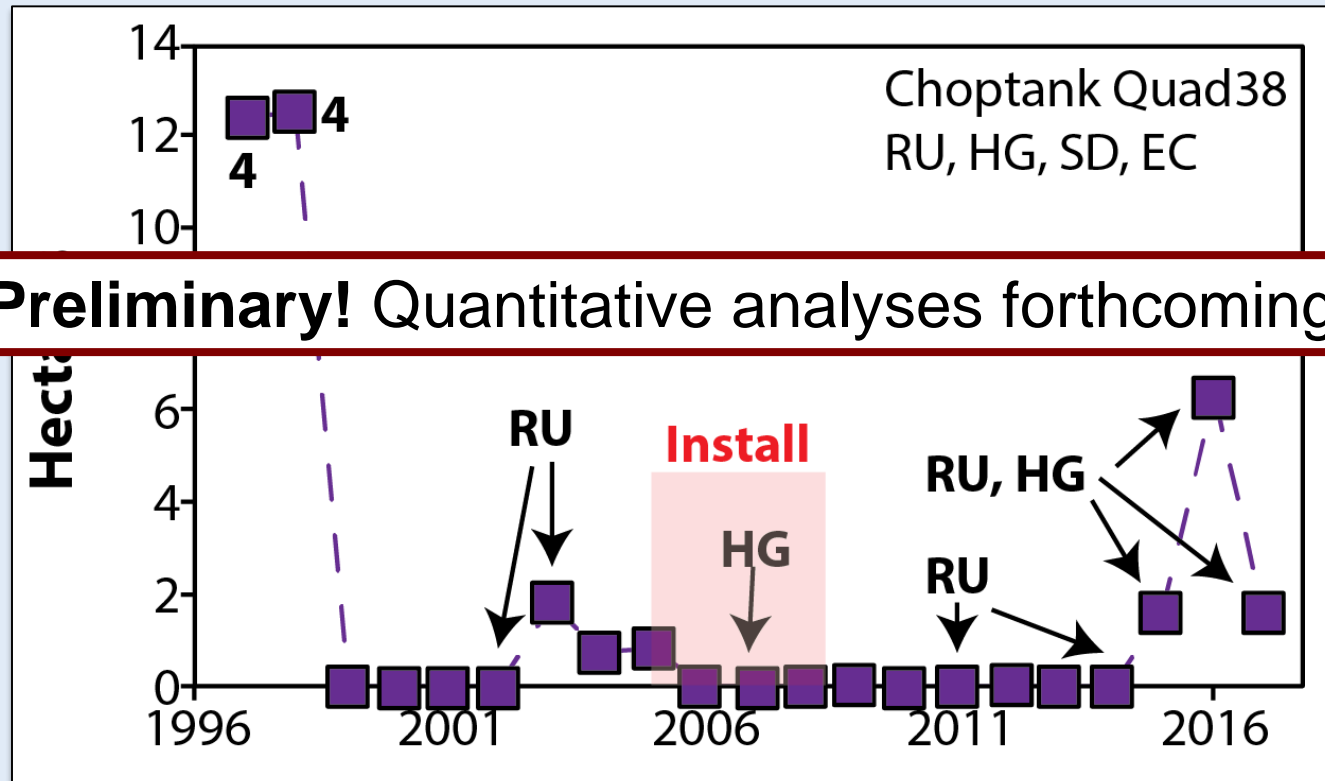 14
Choptank Quad38
12
4
4
RU, HG, SD, EC
10
Preliminary! Quantitative analyses forthcoming
6
RU
Install
RU, HG
4
HG
RU
2
0
1996 2001 2006 2011 2016